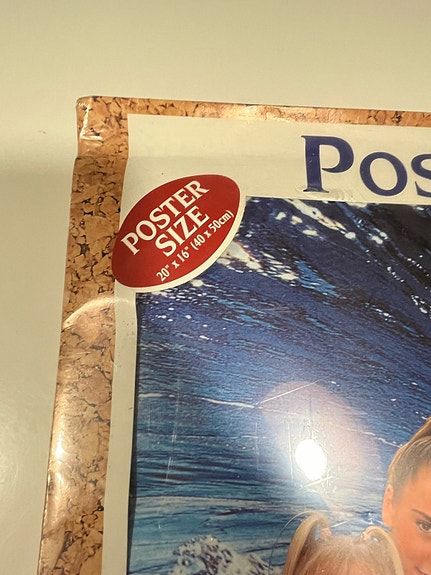 Pos
POSTER
SIZE
20" x 16" (40 x 50cm)